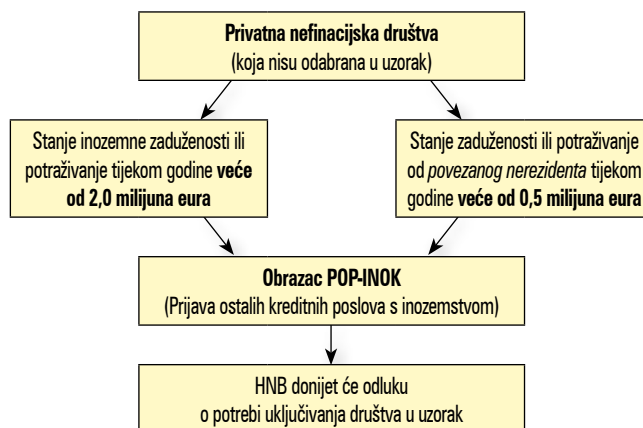 Privatna nefinacijska društva
(koja nisu odabrana u uzorak)
Stanje inozemne zaduženosti ili
potraživanje tijekom godine veće
od 2,0 milijuna eura
Stanje zaduženosti ili potraživanje
od povezanog nerezidenta tijekom
godine veće od 0,5 milijuna eura
Obrazac POP-INOK
(Prijava ostalih kreditnih poslova s inozemstvom)
HNB donijet će odluku
o potrebi uključivanja društva u uzorak